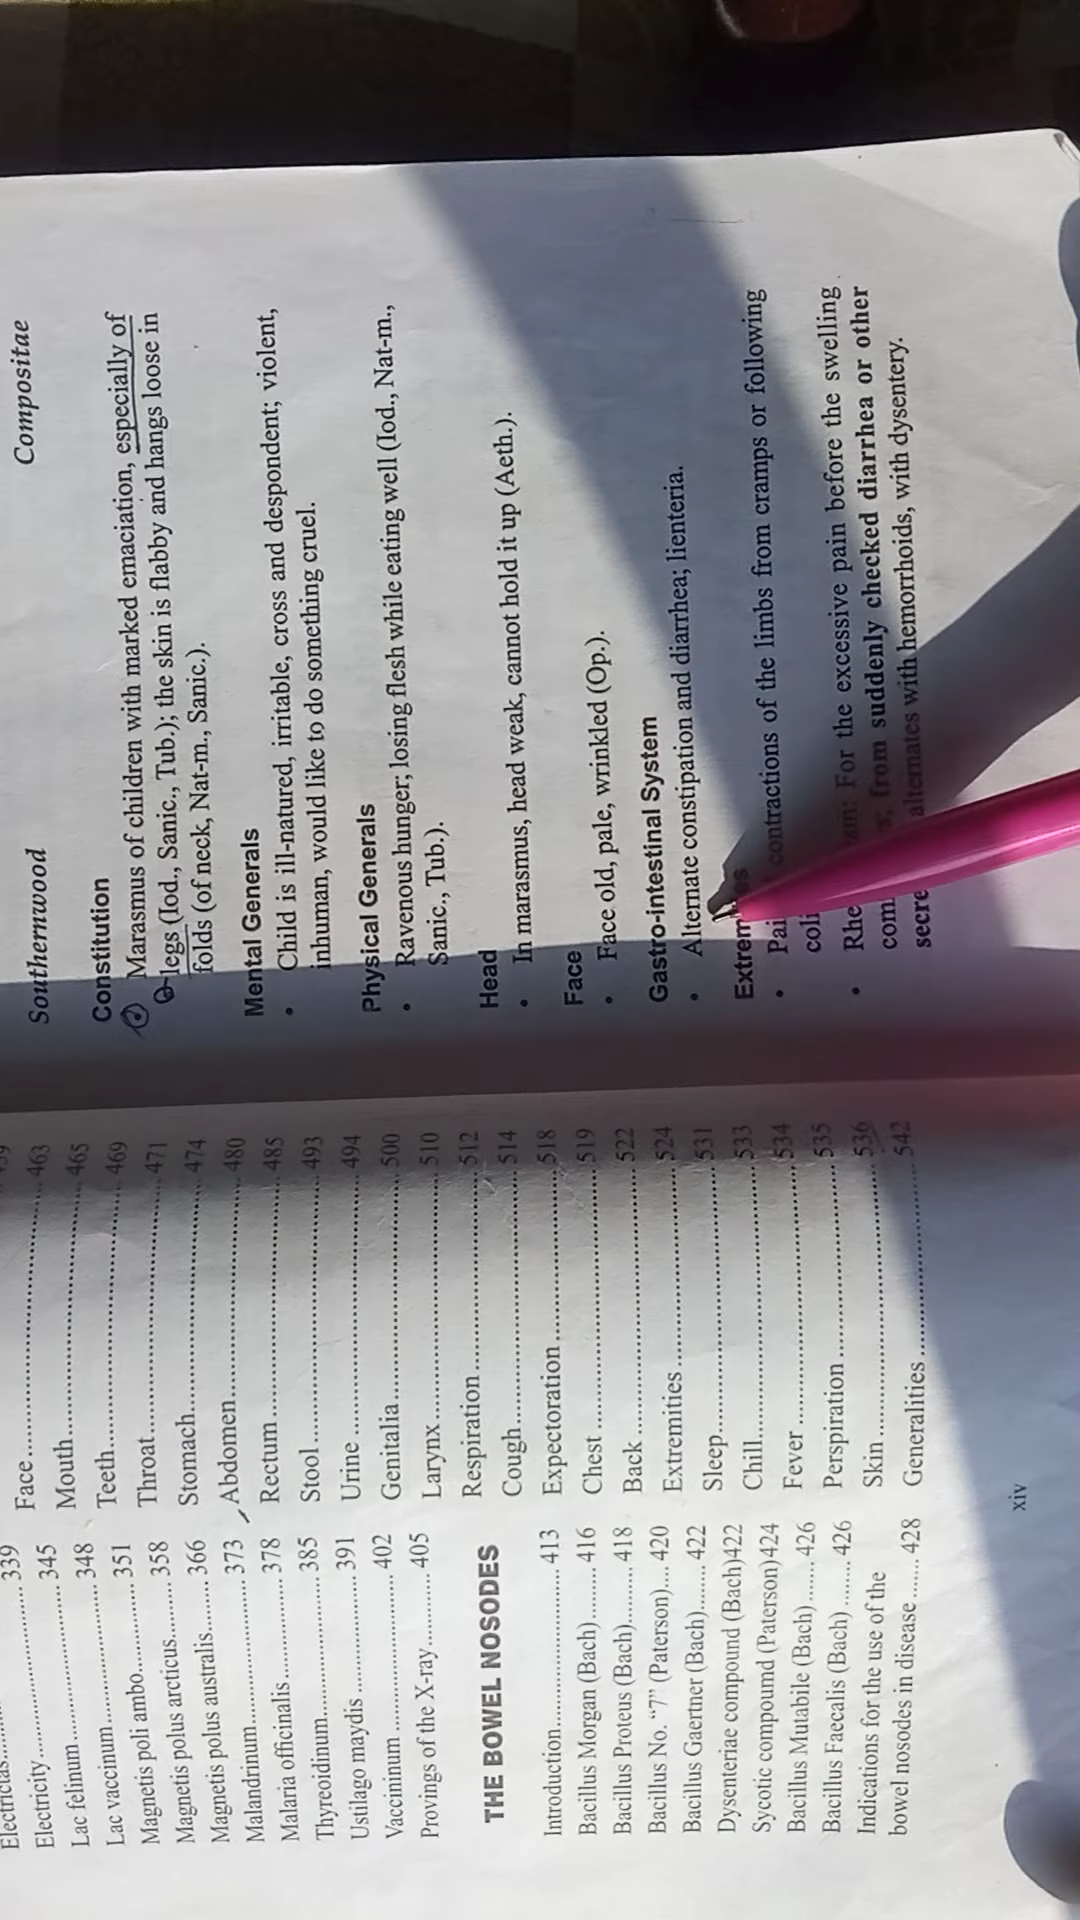 Electricitas
339
Electricity 345
Lac felinum 348
Lac vaccinum 351
Magnetis poli ambo 358
Magnetis polus arcticus 366
Magnetis polus australis 373
Malandrinum 378
Malaria officinalis 385
Thyreoidinum 391
Ustilago maydis 402
Vaccininum 405
Provings of the X-ray
THE BOWEL NOSODES
Introduction 413
Bacillus Morgan (Bach) 416
Bacillus Proteus (Bach) 418
Bacillus No. “7” (Paterson) 420
Bacillus Gaertner (Bach) 422
Dysenteriae compound (Bach)422
Sycotic compound (Paterson)424
Bacillus Mutabile (Bach) 426
Bacillus Faecalis (Bach) 426
Indications for the use of the
bowel nosodes in disease 428
Face 463
Mouth 465
Teeth 469
Throat 471
Stomach 474
Abdomen 480
Rectum 485
Stool 493
Urine 494
Genitalia 500
Larynx 510
Respiration 512
Cough 514
Expectoration 518
Chest 519
Back 522
Extremities 524
Sleep 531
Chill 533
Fever 534
Perspiration 535
Skin 536
Generalities 542
xiv
Southernwood Compositae
Constitution
Marasmus of children with marked emaciation, especially of
legs (Iod., Sanic., Tub.); the skin is flabby and hangs loose in
folds (of neck, Nat-m., Sanic.).
Mental Generals
• Child is ill-natured, irritable, cross and despondent; violent,
inhuman, would like to do something cruel.
Physical Generals
• Ravenous hunger; losing flesh while eating well (Iod., Nat-m.,
Sanic., Tub.).
Head
• In marasmus, head weak, cannot hold it up (Aeth.).
Face
• Face old, pale, wrinkled (Op.).
Gastro-intestinal System
• Alternate constipation and diarrhea; lienteria.
Extremities
• contractions of the limbs from cramps or following
• For the excessive pain before the swelling
from suddenly checked diarrhea or other
alternates with hemorrhoids, with dysentery.